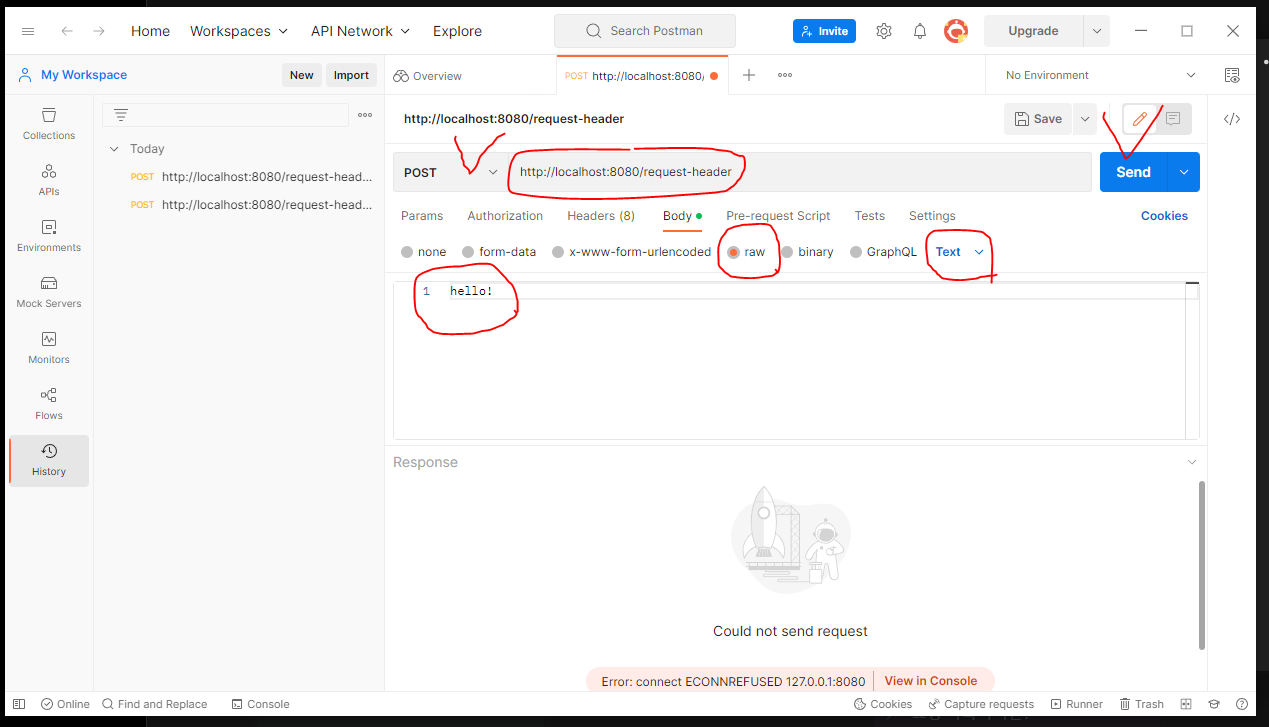 Home Workspaces API Network Explore Search Postman Invite Upgrade
My Workspace New Import Overview POST http://localhost:8080/ No Environment
Collections
APIs
Environments
Mock Servers
Monitors
Flows
History
Today
POST http://localhost:8080/request-head...
POST http://localhost:8080/request-head...
http://localhost:8080/request-header Save
POST http://localhost:8080/request-header Send
Params Authorization Headers (8) Body Pre-request Script Tests Settings Cookies
none form-data x-www-form-urlencoded raw binary GraphQL Text
1 hello!
Response
Could not send request
Error: connect ECONNREFUSED 127.0.0.1:8080 View in Console
Online Find and Replace Console Cookies Capture requests Runner Trash